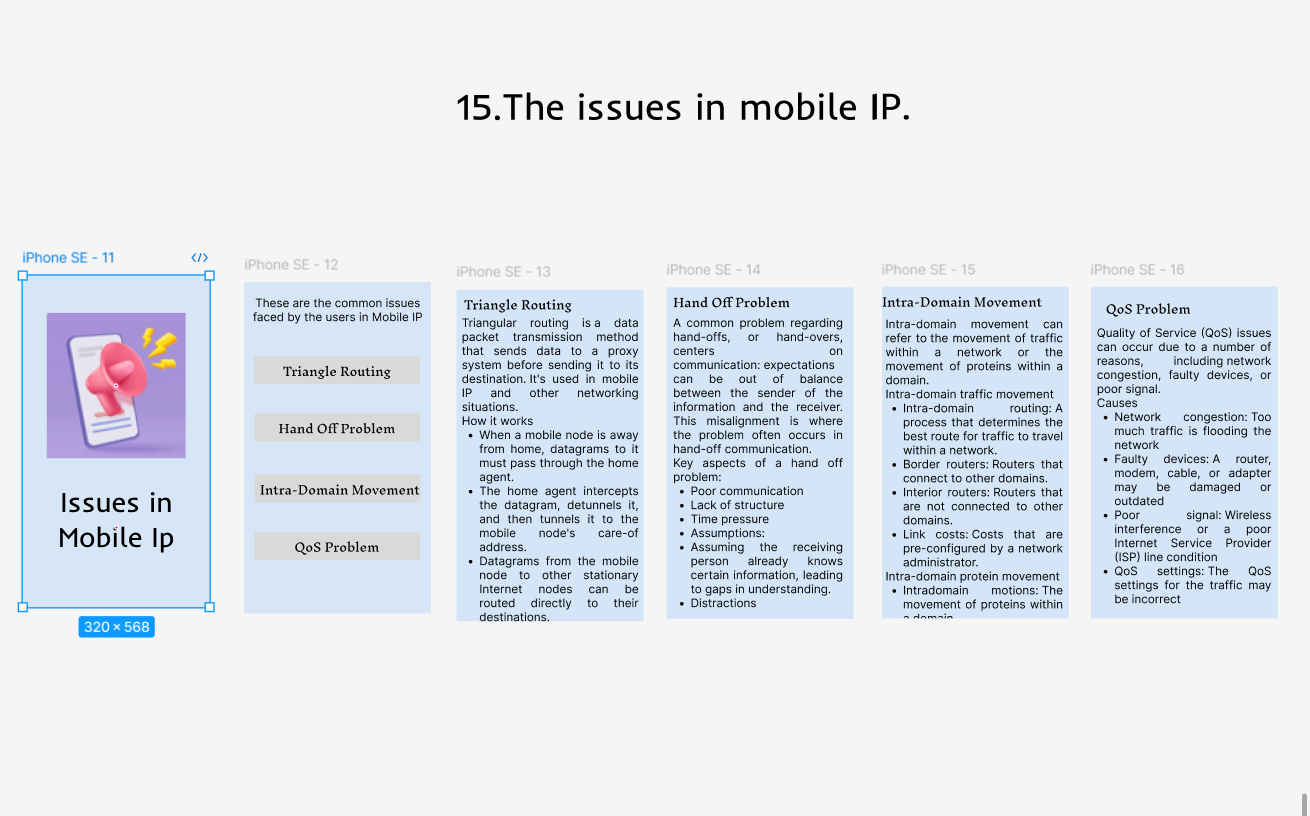 15.The issues in mobile IP.
iPhone SE - 11
</>
Issues in
Mobile Ip
320 × 568
iPhone SE - 12
These are the common issues
faced by the users in Mobile IP
Triangle Routing
Hand Off Problem
Intra-Domain Movement
QoS Problem
iPhone SE - 13
Triangle Routing
Triangular routing is a data
packet transmission method
that sends data to a proxy
system before sending it to its
destination. It's used in mobile
IP and other networking
situations.
How it works
• When a mobile node is away
from home, datagrams to it
must pass through the home
agent.
• The home agent intercepts
the datagram, detunnels it,
and then tunnels it to the
mobile node's care-of
address.
• Datagrams from the mobile
node to other stationary
Internet nodes can be
routed directly to their
destinations.
iPhone SE - 14
Hand Off Problem
A common problem regarding
hand-offs, or hand-overs,
centers on
communication: expectations
can be out of balance
between the sender of the
information and the receiver.
This misalignment is where
the problem often occurs in
hand-off communication.
Key aspects of a hand off
problem:
• Poor communication
• Lack of structure
• Time pressure
• Assumptions:
• Assuming the receiving
person already knows
certain information, leading
to gaps in understanding.
• Distractions
iPhone SE - 15
Intra-Domain Movement
Intra-domain movement can
refer to the movement of traffic
within a network or the
movement of proteins within a
domain.
Intra-domain traffic movement
• Intra-domain routing: A
process that determines the
best route for traffic to travel
within a network.
• Border routers: Routers that
connect to other domains.
• Interior routers: Routers that
are not connected to other
domains.
• Link costs: Costs that are
pre-configured by a network
administrator.
Intra-domain protein movement
• Intradomain motions: The
movement of proteins within
a domain
iPhone SE - 16
QoS Problem
Quality of Service (QoS) issues
can occur due to a number of
reasons, including network
congestion, faulty devices, or
poor signal.
Causes
• Network congestion: Too
much traffic is flooding the
network
• Faulty devices: A router,
modem, cable, or adapter
may be damaged or
outdated
• Poor signal: Wireless
interference or a poor
Internet Service Provider
(ISP) line condition
• QoS settings: The QoS
settings for the traffic may
be incorrect